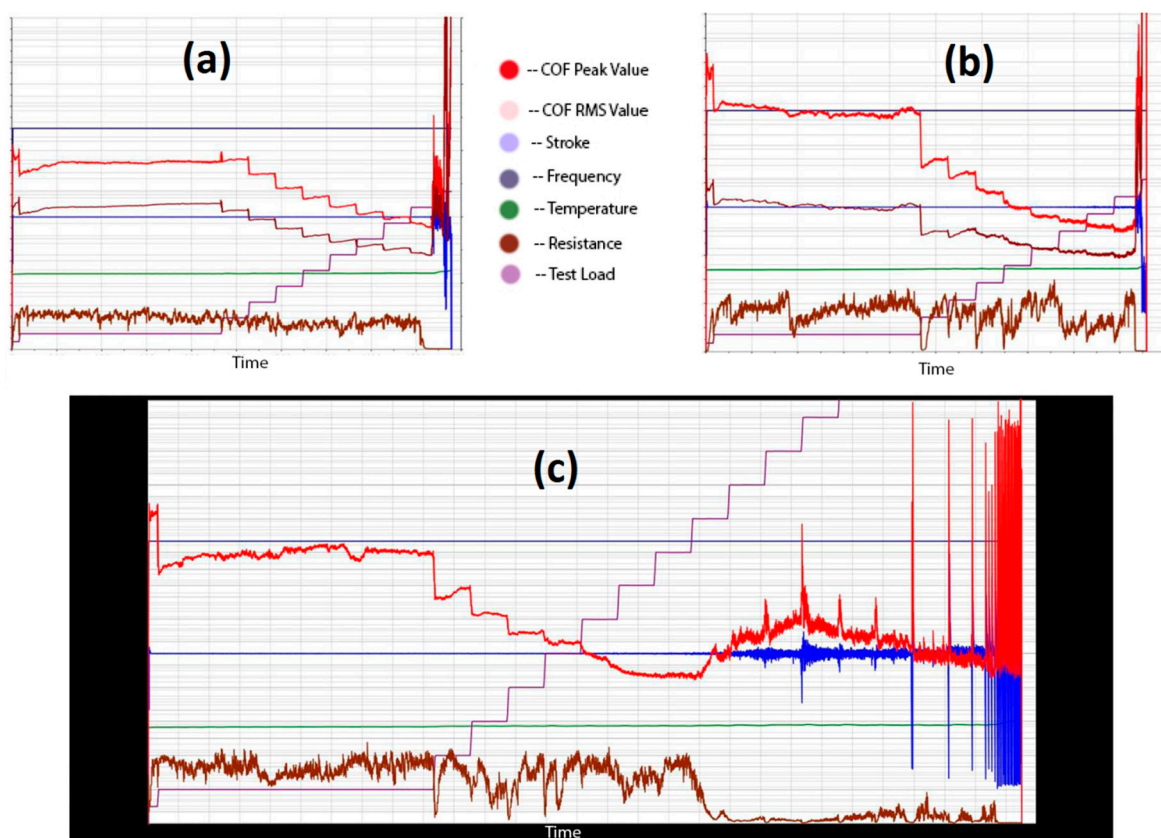 (a)
-- COF Peak Value
-- COF RMS Value
-- Stroke
-- Frequency
-- Temperature
-- Resistance
-- Test Load
(b)
Time
Time
(c)
Time